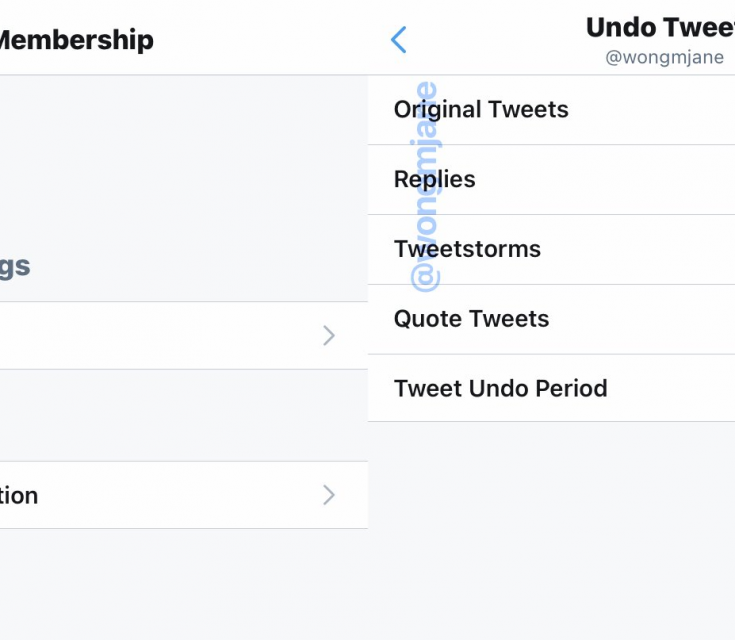 Membership
gs
tion
Undo Twee
@wongmjane
Original Tweets
Replies
Tweetstorms
Quote Tweets
Tweet Undo Period
@wongmjane